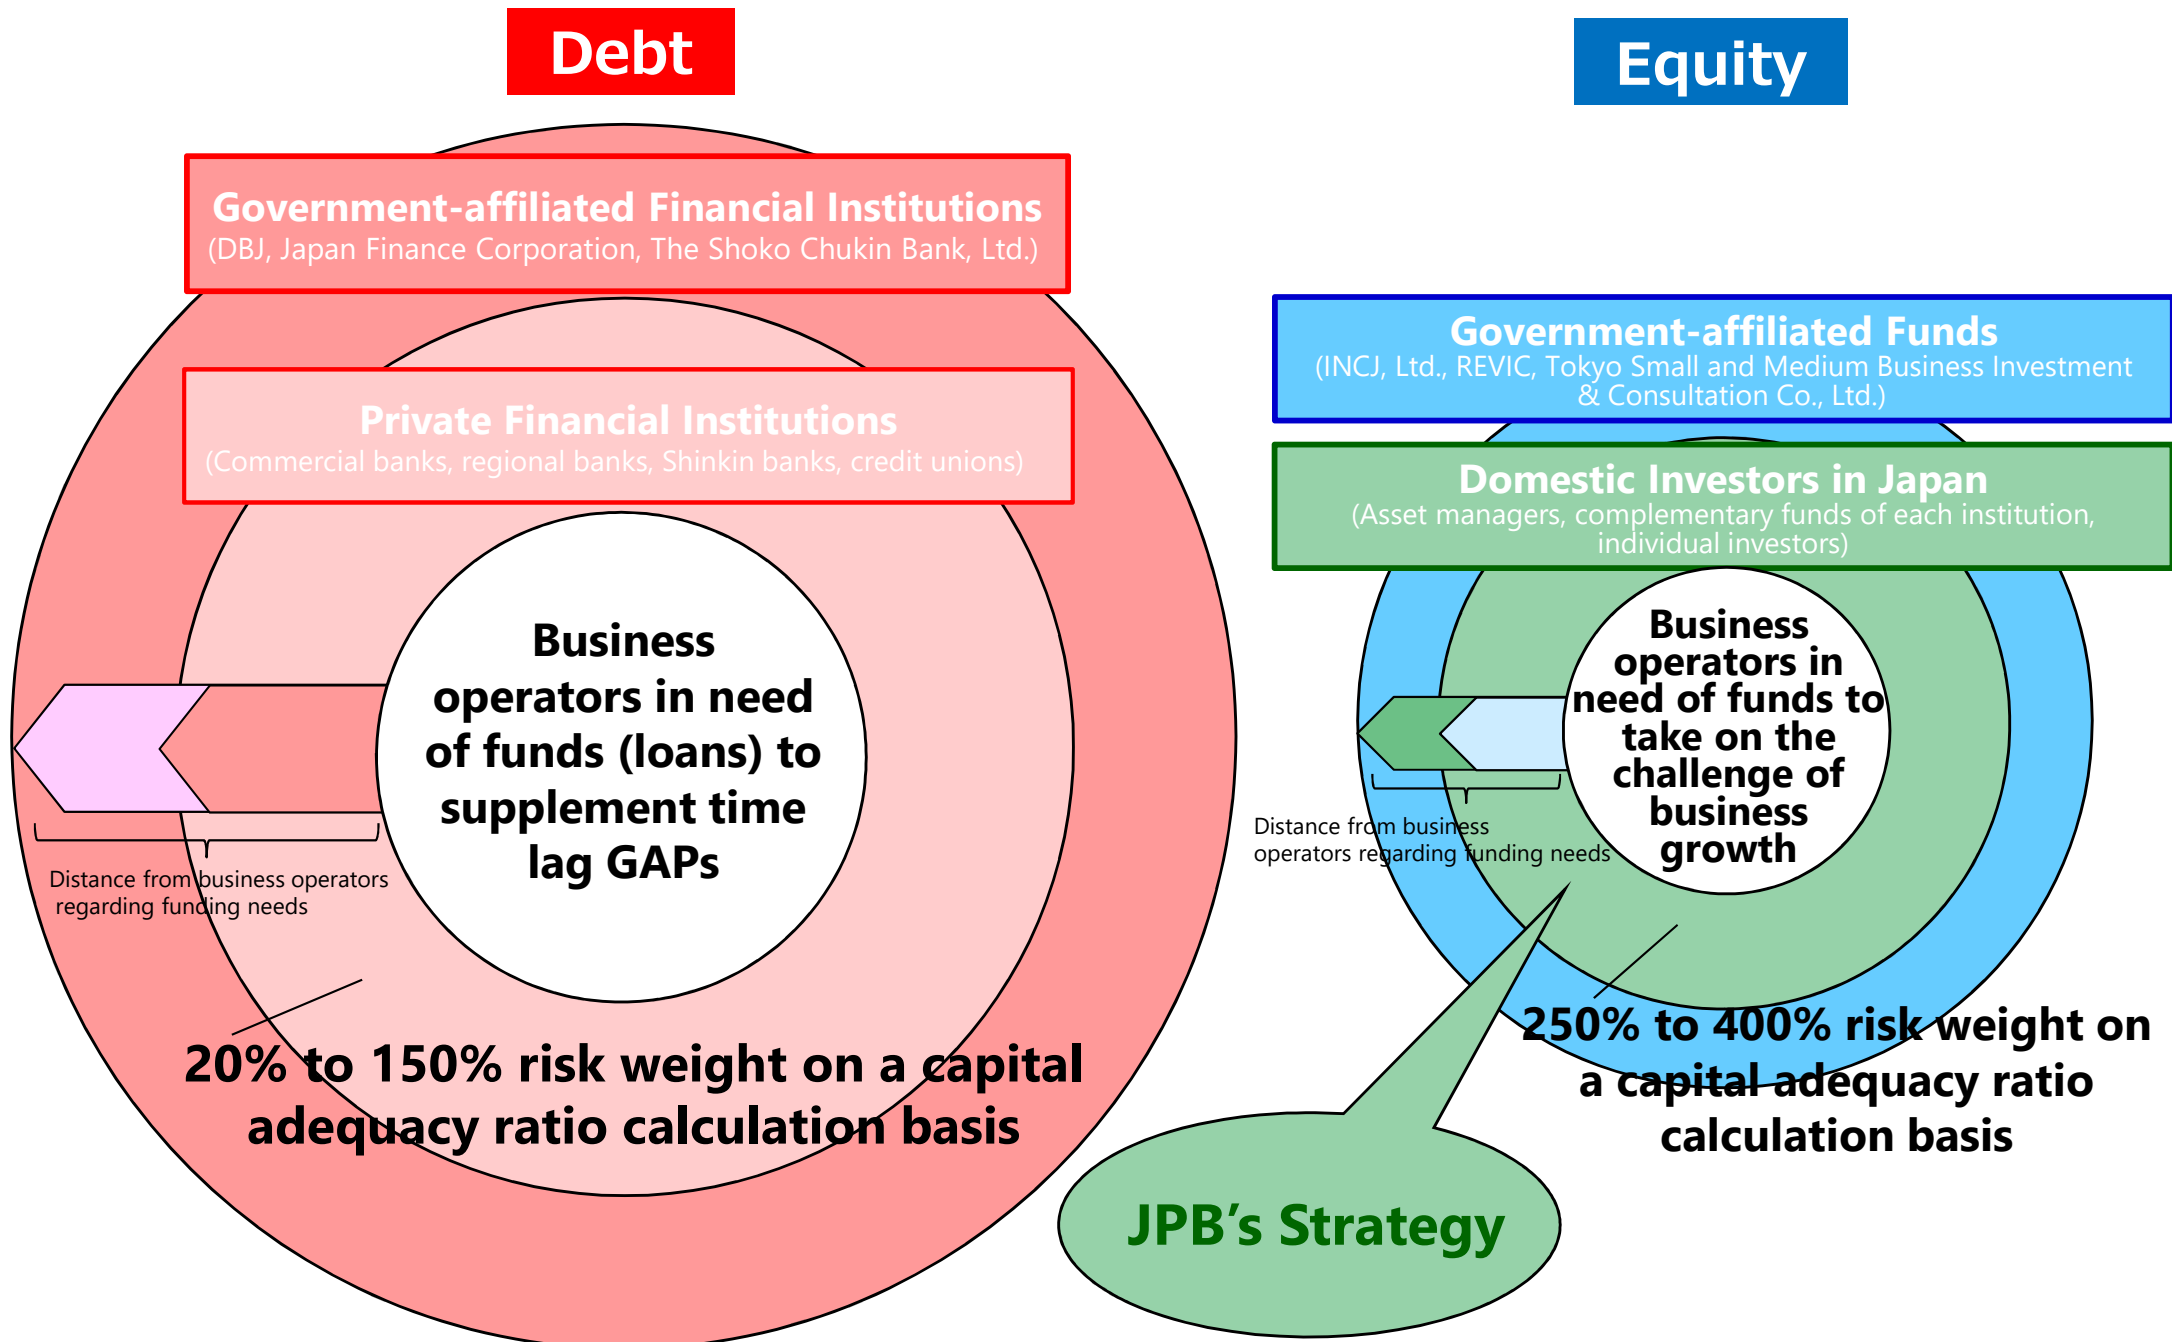 Debt
Government-affiliated Financial Institutions
(DBJ, Japan Finance Corporation, The Shoko Chukin Bank, Ltd.)
Private Financial Institutions
(Commercial banks, regional banks, Shinkin banks, credit unions)
Business
operators in need
of funds (loans) to
supplement time
lag GAPs
Distance from business operators
regarding funding needs
20% to 150% risk weight on a capital
adequacy ratio calculation basis
Equity
Government-affiliated Funds
(INCJ, Ltd., REVIC, Tokyo Small and Medium Business Investment
& Consultation Co., Ltd.)
Domestic Investors in Japan
(Asset managers, complementary funds of each institution,
individual investors)
Business
operators in
need of funds to
take on the
challenge of
business
growth
Distance from business
operators regarding funding needs
250% to 400% risk weight on
a capital adequacy ratio
calculation basis
JPB’s Strategy